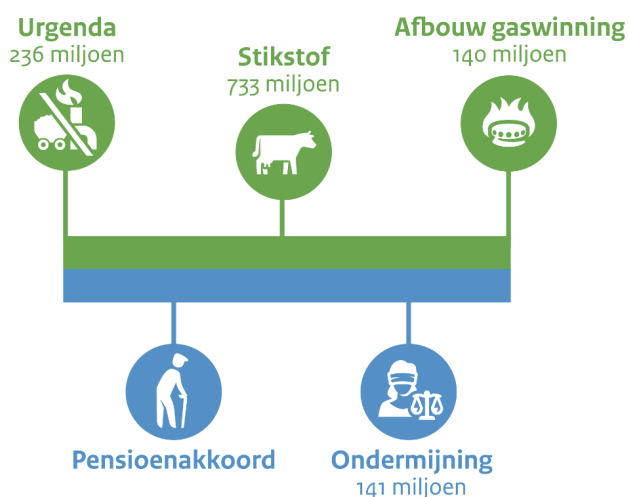 Urgenda
236 miljoen
Stikstof
733 miljoen
Afbouw gaswinning
140 miljoen
Pensioenakkoord
Ondermijning
141 miljoen